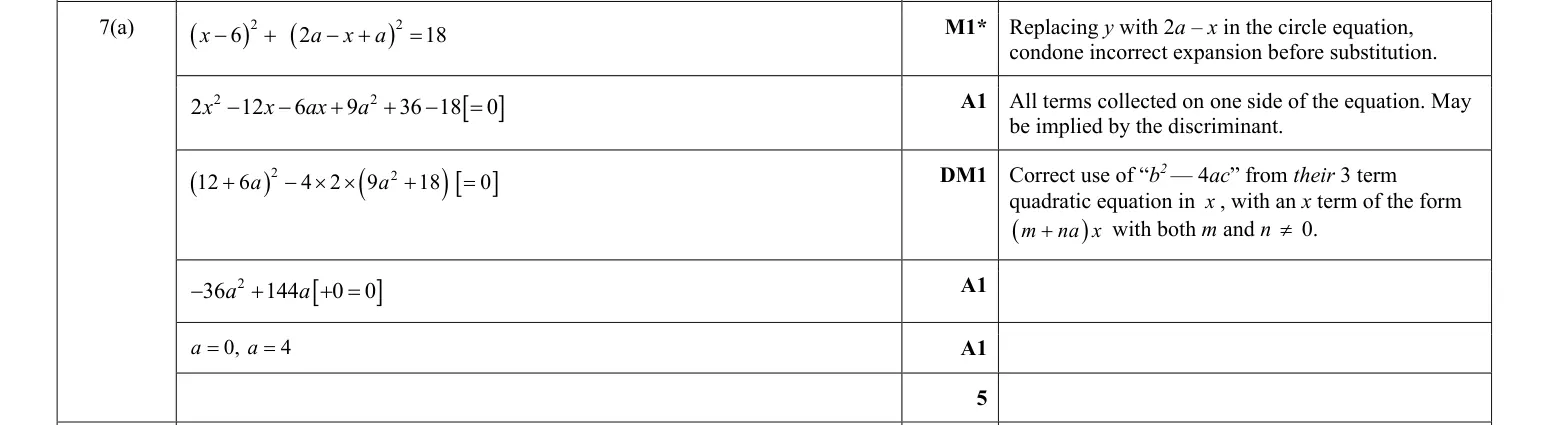 7(a)
(x − 6)² + (2a − x + a)² = 18
M1*
Replacing y with 2a – x in the circle equation,
condone incorrect expansion before substitution.
2x² − 12x − 6ax + 9a² + 36 − 18[= 0]
A1
All terms collected on one side of the equation. May
be implied by the discriminant.
(12 + 6a)² − 4 × 2 × (9a² + 18) [= 0]
DM1
Correct use of “b² — 4ac” from their 3 term
quadratic equation in x , with an x term of the form
(m + na)x with both m and n ≠ 0.
−36a² + 144a[+0 = 0]
A1
a = 0, a = 4
A1
5